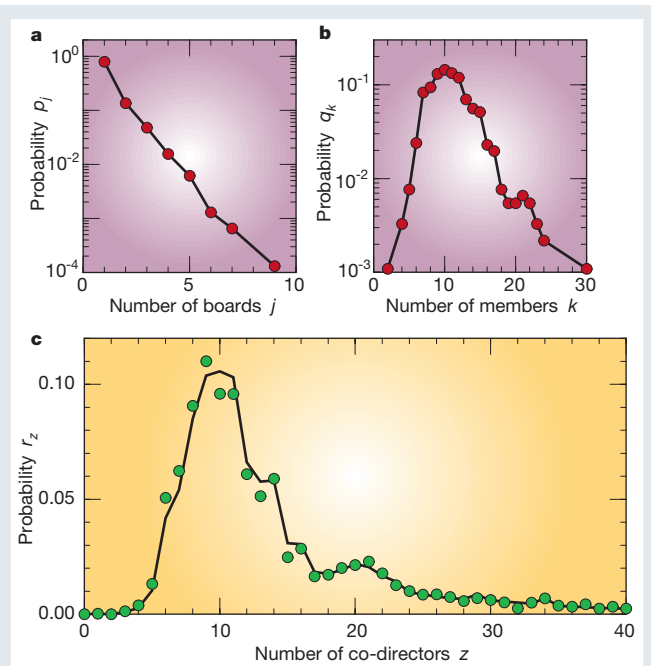 a
b
10^0
10^-2
10^-4
Probability p_j
0
5
10
Number of boards j
10^-1
10^-2
10^-3
Probability q_k
0
10
20
30
Number of members k
c
0.10
0.05
0.00
Probability r_z
0
10
20
30
40
Number of co-directors z